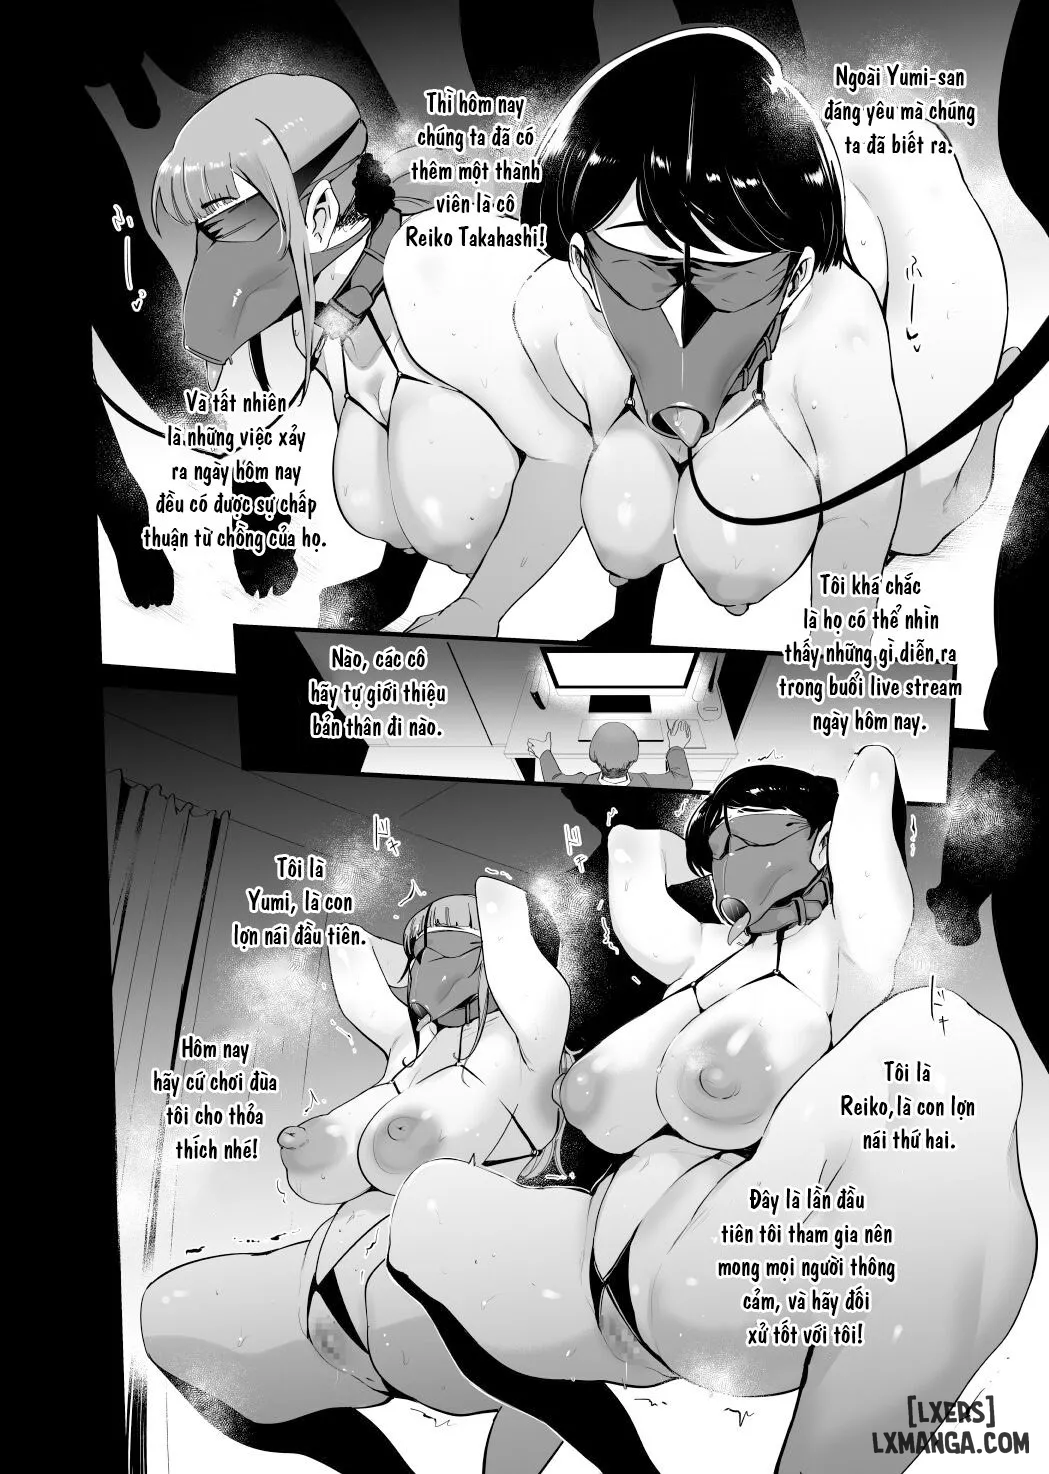 Ngoài Yumi-san
đáng yêu mà chúng
ta đã biết ra.
Thì hôm nay
chúng ta đã có
thêm một thành
viên là cô
Reiko Takahashi!
Và tất nhiên
là những việc xảy
ra ngày hôm nay
đều có được sự chấp
thuận từ chồng của họ.
Tôi khá chắc
là họ có thể nhìn
thấy những gì diễn ra
trong buổi live stream
ngày hôm nay.
Nào, các cô
hãy tự giới thiệu
bản thân đi nào.
Tôi là
Yumi, là con
lợn nái đầu tiên.
Hôm nay
hãy cứ chơi đùa
tôi cho thỏa
thích nhé!
Tôi là
Reiko,là con lợn
nái thứ hai.
Đây là lần đầu
tiên tôi tham gia nên
mong mọi người thông
cảm, và hãy đối
xử tốt với tôi!
[LXERS]
LXMANGA.COM